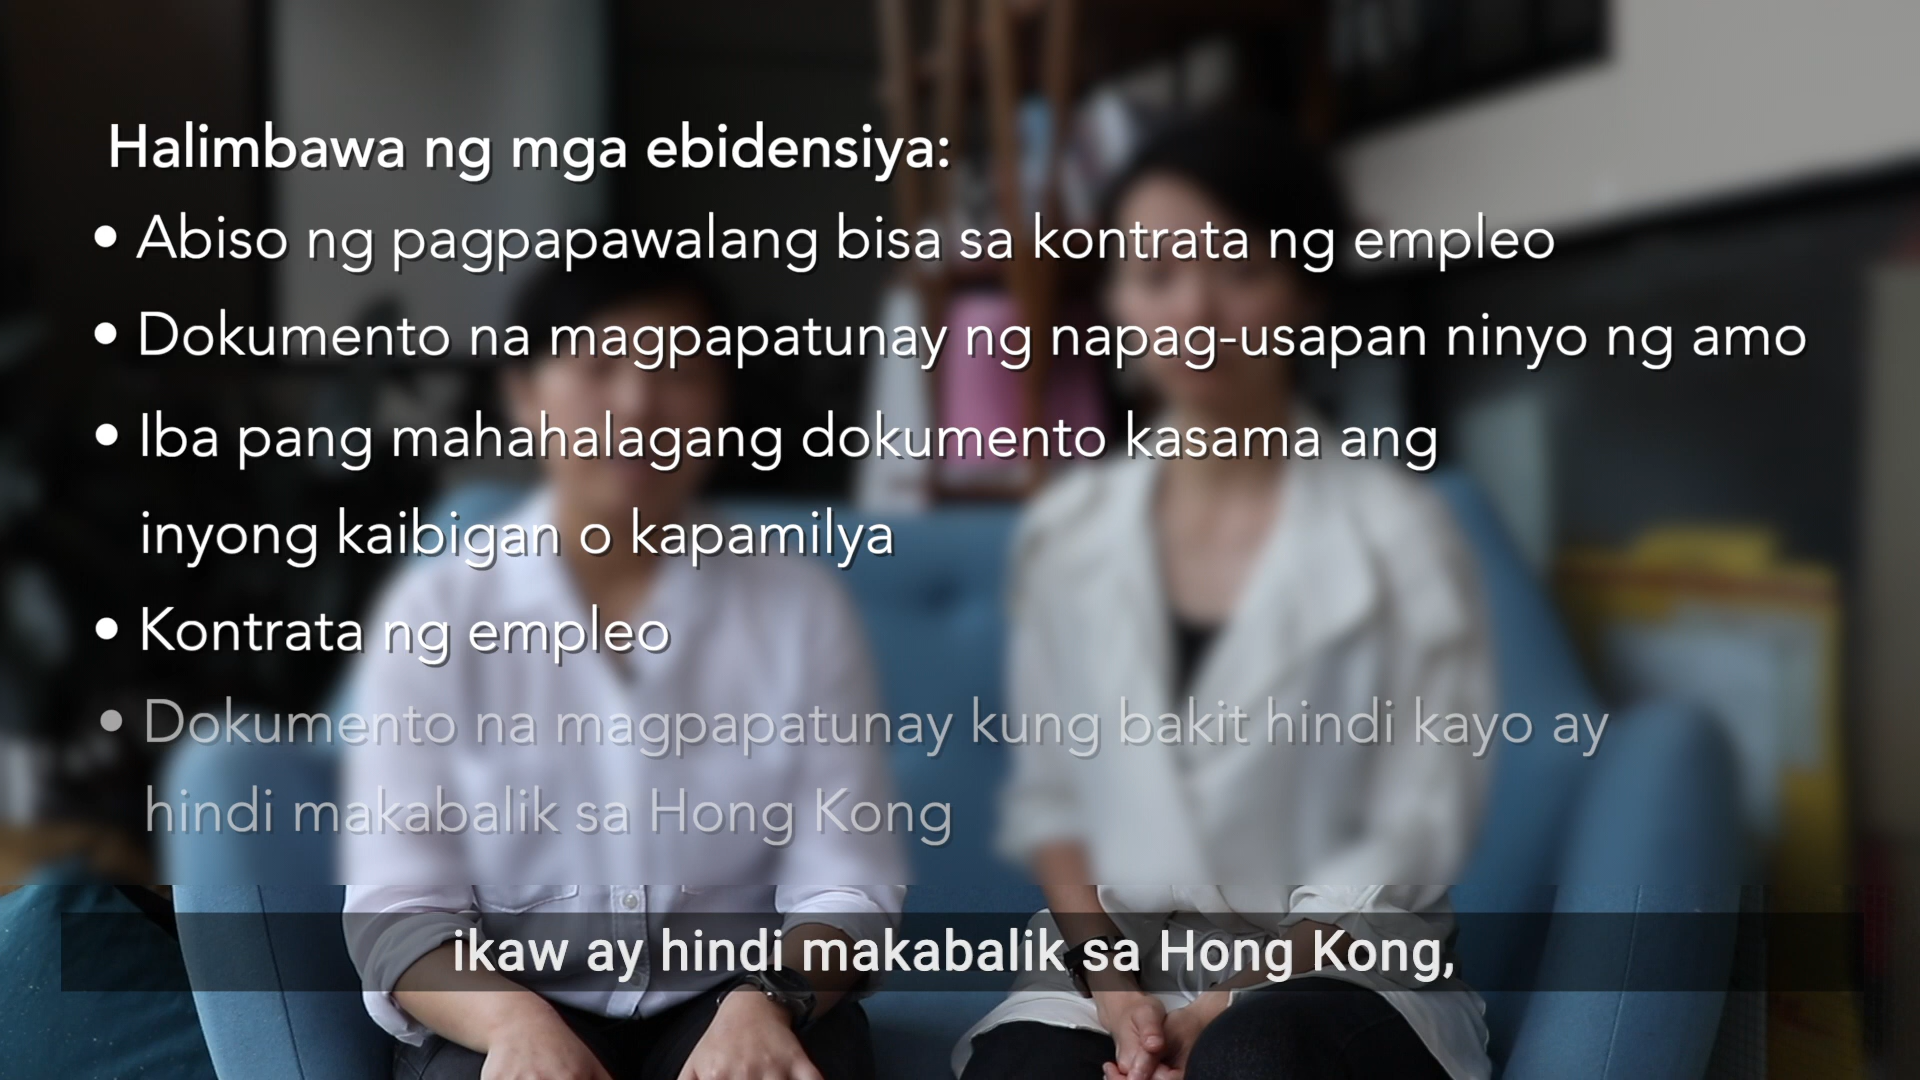 Halimbawa ng mga ebidensiya:
• Abiso ng pagpapawalang bisa sa kontrata ng empleo
• Dokumento na magpapatunay ng napag-usapan ninyo ng amo
• Iba pang mahahalagang dokumento kasama ang
inyong kaibigan o kapamilya
• Kontrata ng empleo
• Dokumento na magpapatunay kung bakit hindi kayo ay
hindi makabalik sa Hong Kong
ikaw ay hindi makabalik sa Hong Kong,